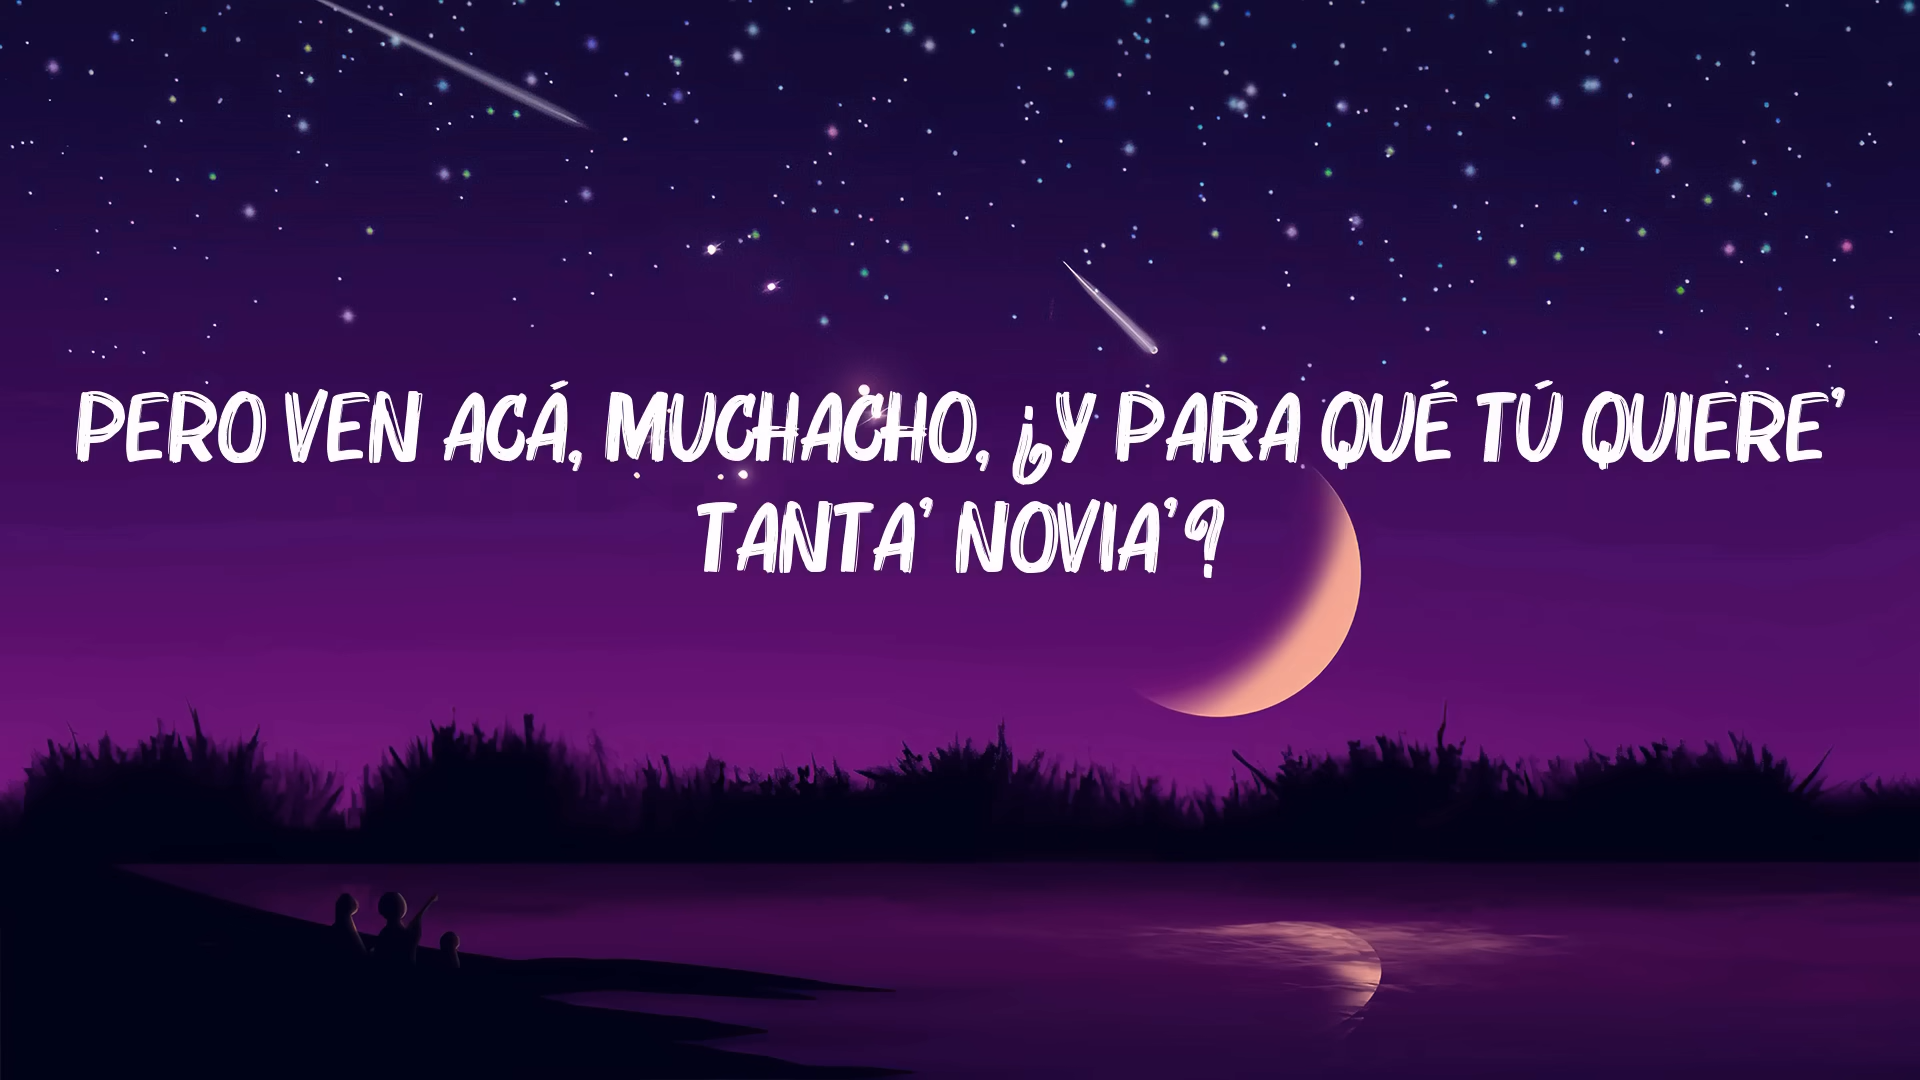 PERO VEN ACÁ, MUCHACHO, ¿Y PARA QUÉ TÚ QUIERE'
TANTA' NOVIA'?